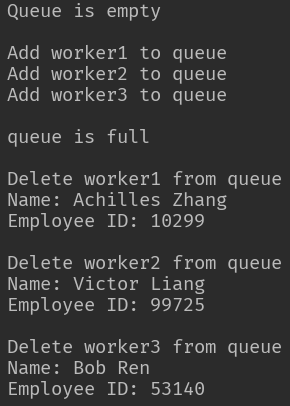 Queue is empty
Add worker1 to queue
Add worker2 to queue
Add worker3 to queue
queue is full
Delete worker1 from queue
Name: Achilles Zhang
Employee ID: 10299
Delete worker2 from queue
Name: Victor Liang
Employee ID: 99725
Delete worker3 from queue
Name: Bob Ren
Employee ID: 53140